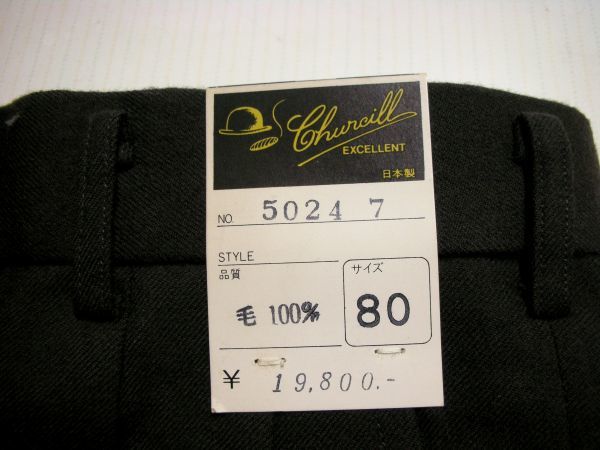 Churcill
EXCELLENT
日本製
NO. 5024 7
STYLE
品質
サイズ
毛 100%
80
¥ 19,800.-